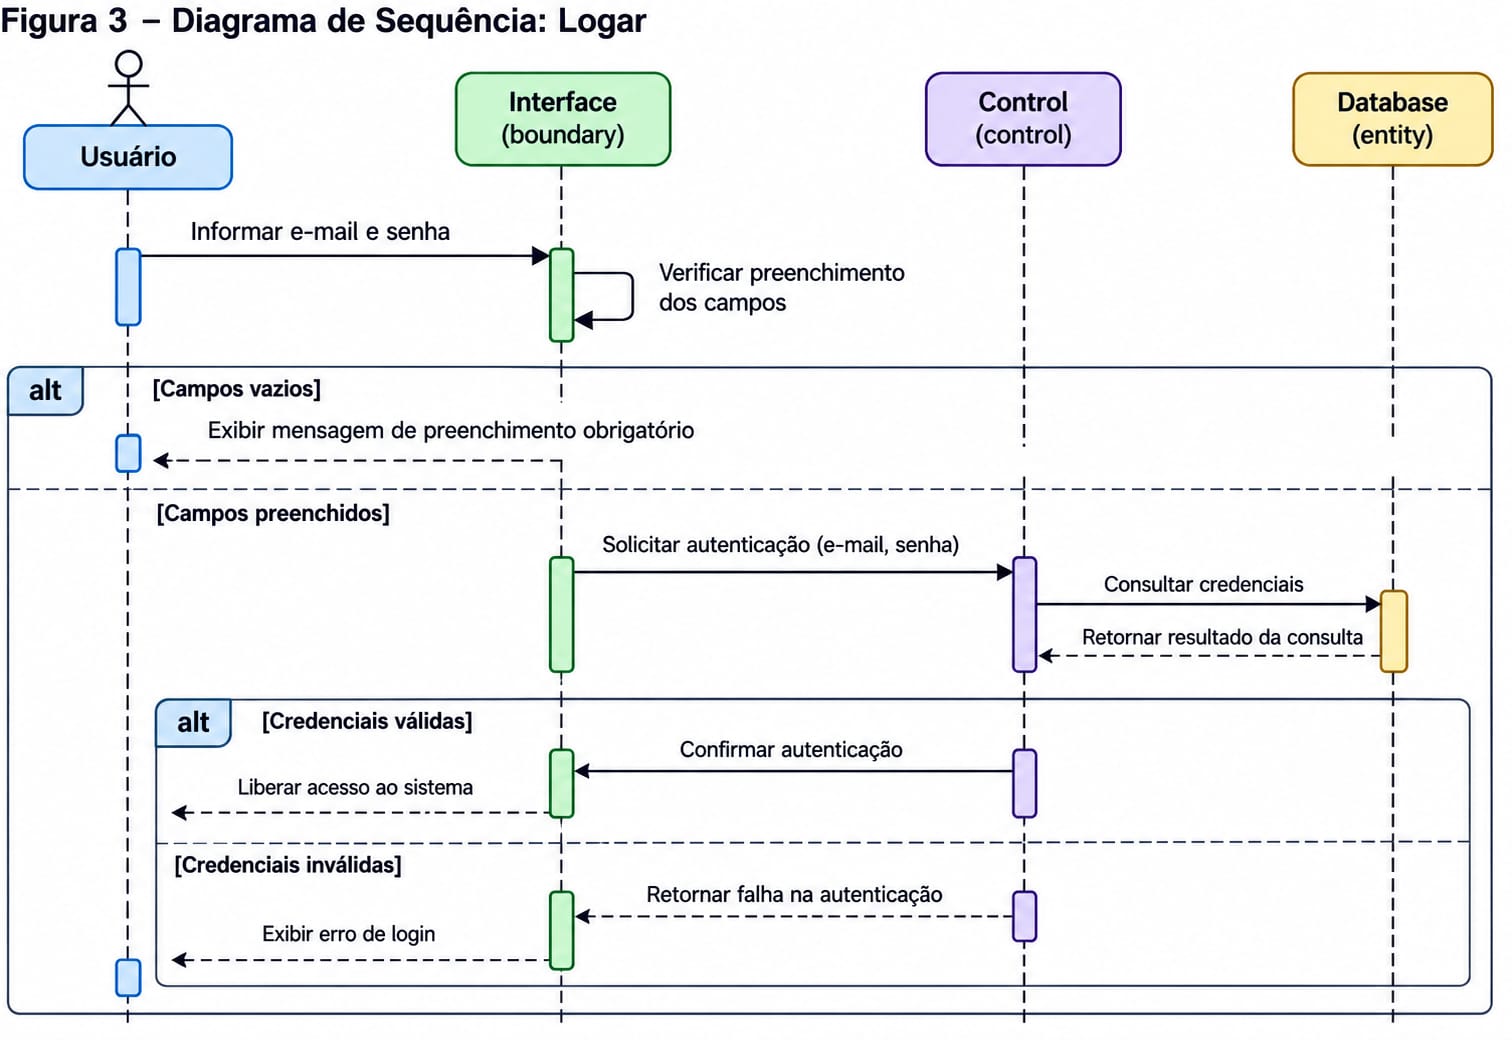 Figura 3 – Diagrama de Sequência: Logar
Usuário
Interface
(boundary)
Control
(control)
Database
(entity)
Informar e-mail e senha
Verificar preenchimento
dos campos
alt
[Campos vazios]
Exibir mensagem de preenchimento obrigatório
[Campos preenchidos]
Solicitar autenticação (e-mail, senha)
Consultar credenciais
Retornar resultado da consulta
alt
[Credenciais válidas]
Confirmar autenticação
Liberar acesso ao sistema
[Credenciais inválidas]
Retornar falha na autenticação
Exibir erro de login